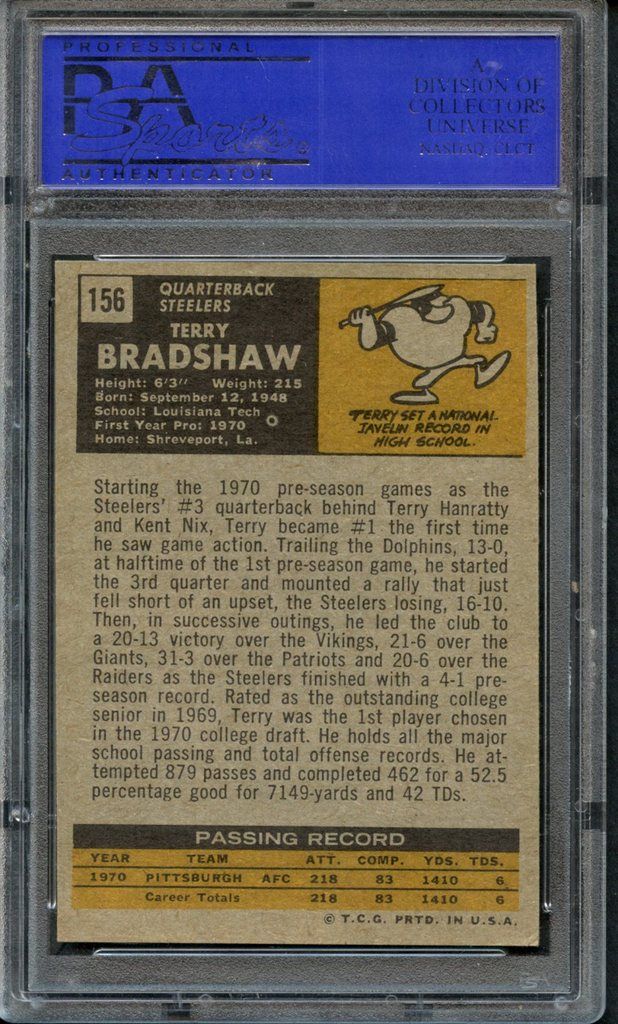 PROFESSIONAL
PSA
Sports
AUTHENTICATOR
A
DIVISION OF
COLLECTORS
UNIVERSE
NASDAQ: CLCT
156
QUARTERBACK
STEELERS
TERRY
BRADSHAW
Height: 6'3" Weight: 215
Born: September 12, 1948
School: Louisiana Tech
First Year Pro: 1970
Home: Shreveport, La.
TERRY SET A NATIONAL
JAVELIN RECORD IN
HIGH SCHOOL.
Starting the 1970 pre-season games as the
Steelers' #3 quarterback behind Terry Hanratty
and Kent Nix, Terry became #1 the first time
he saw game action. Trailing the Dolphins, 13-0,
at halftime of the 1st pre-season game, he started
the 3rd quarter and mounted a rally that just
fell short of an upset, the Steelers losing, 16-10.
Then, in successive outings, he led the club to
a 20-13 victory over the Vikings, 21-6 over the
Giants, 31-3 over the Patriots and 20-6 over the
Raiders as the Steelers finished with a 4-1 pre-
season record. Rated as the outstanding college
senior in 1969, Terry was the 1st player chosen
in the 1970 college draft. He holds all the major
school passing and total offense records. He at-
tempted 879 passes and completed 462 for a 52.5
percentage good for 7149-yards and 42 TDs.
PASSING RECORD
YEAR TEAM ATT. COMP. YDS. TDS.
1970 PITTSBURGH AFC 218 83 1410 6
Career Totals 218 83 1410 6
© T.C.G. PRTD. IN U.S.A.